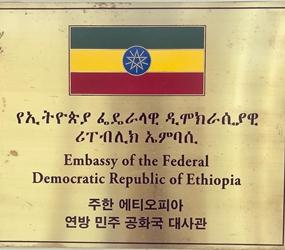 የኢትዮጵያ ፌዴራላዊ ዲሞክራሲያዊ
ሪፐብሊክ ኤምባሲ
Embassy of the Federal
Democratic Republic of Ethiopia
주한 에티오피아
연방 민주 공화국 대사관